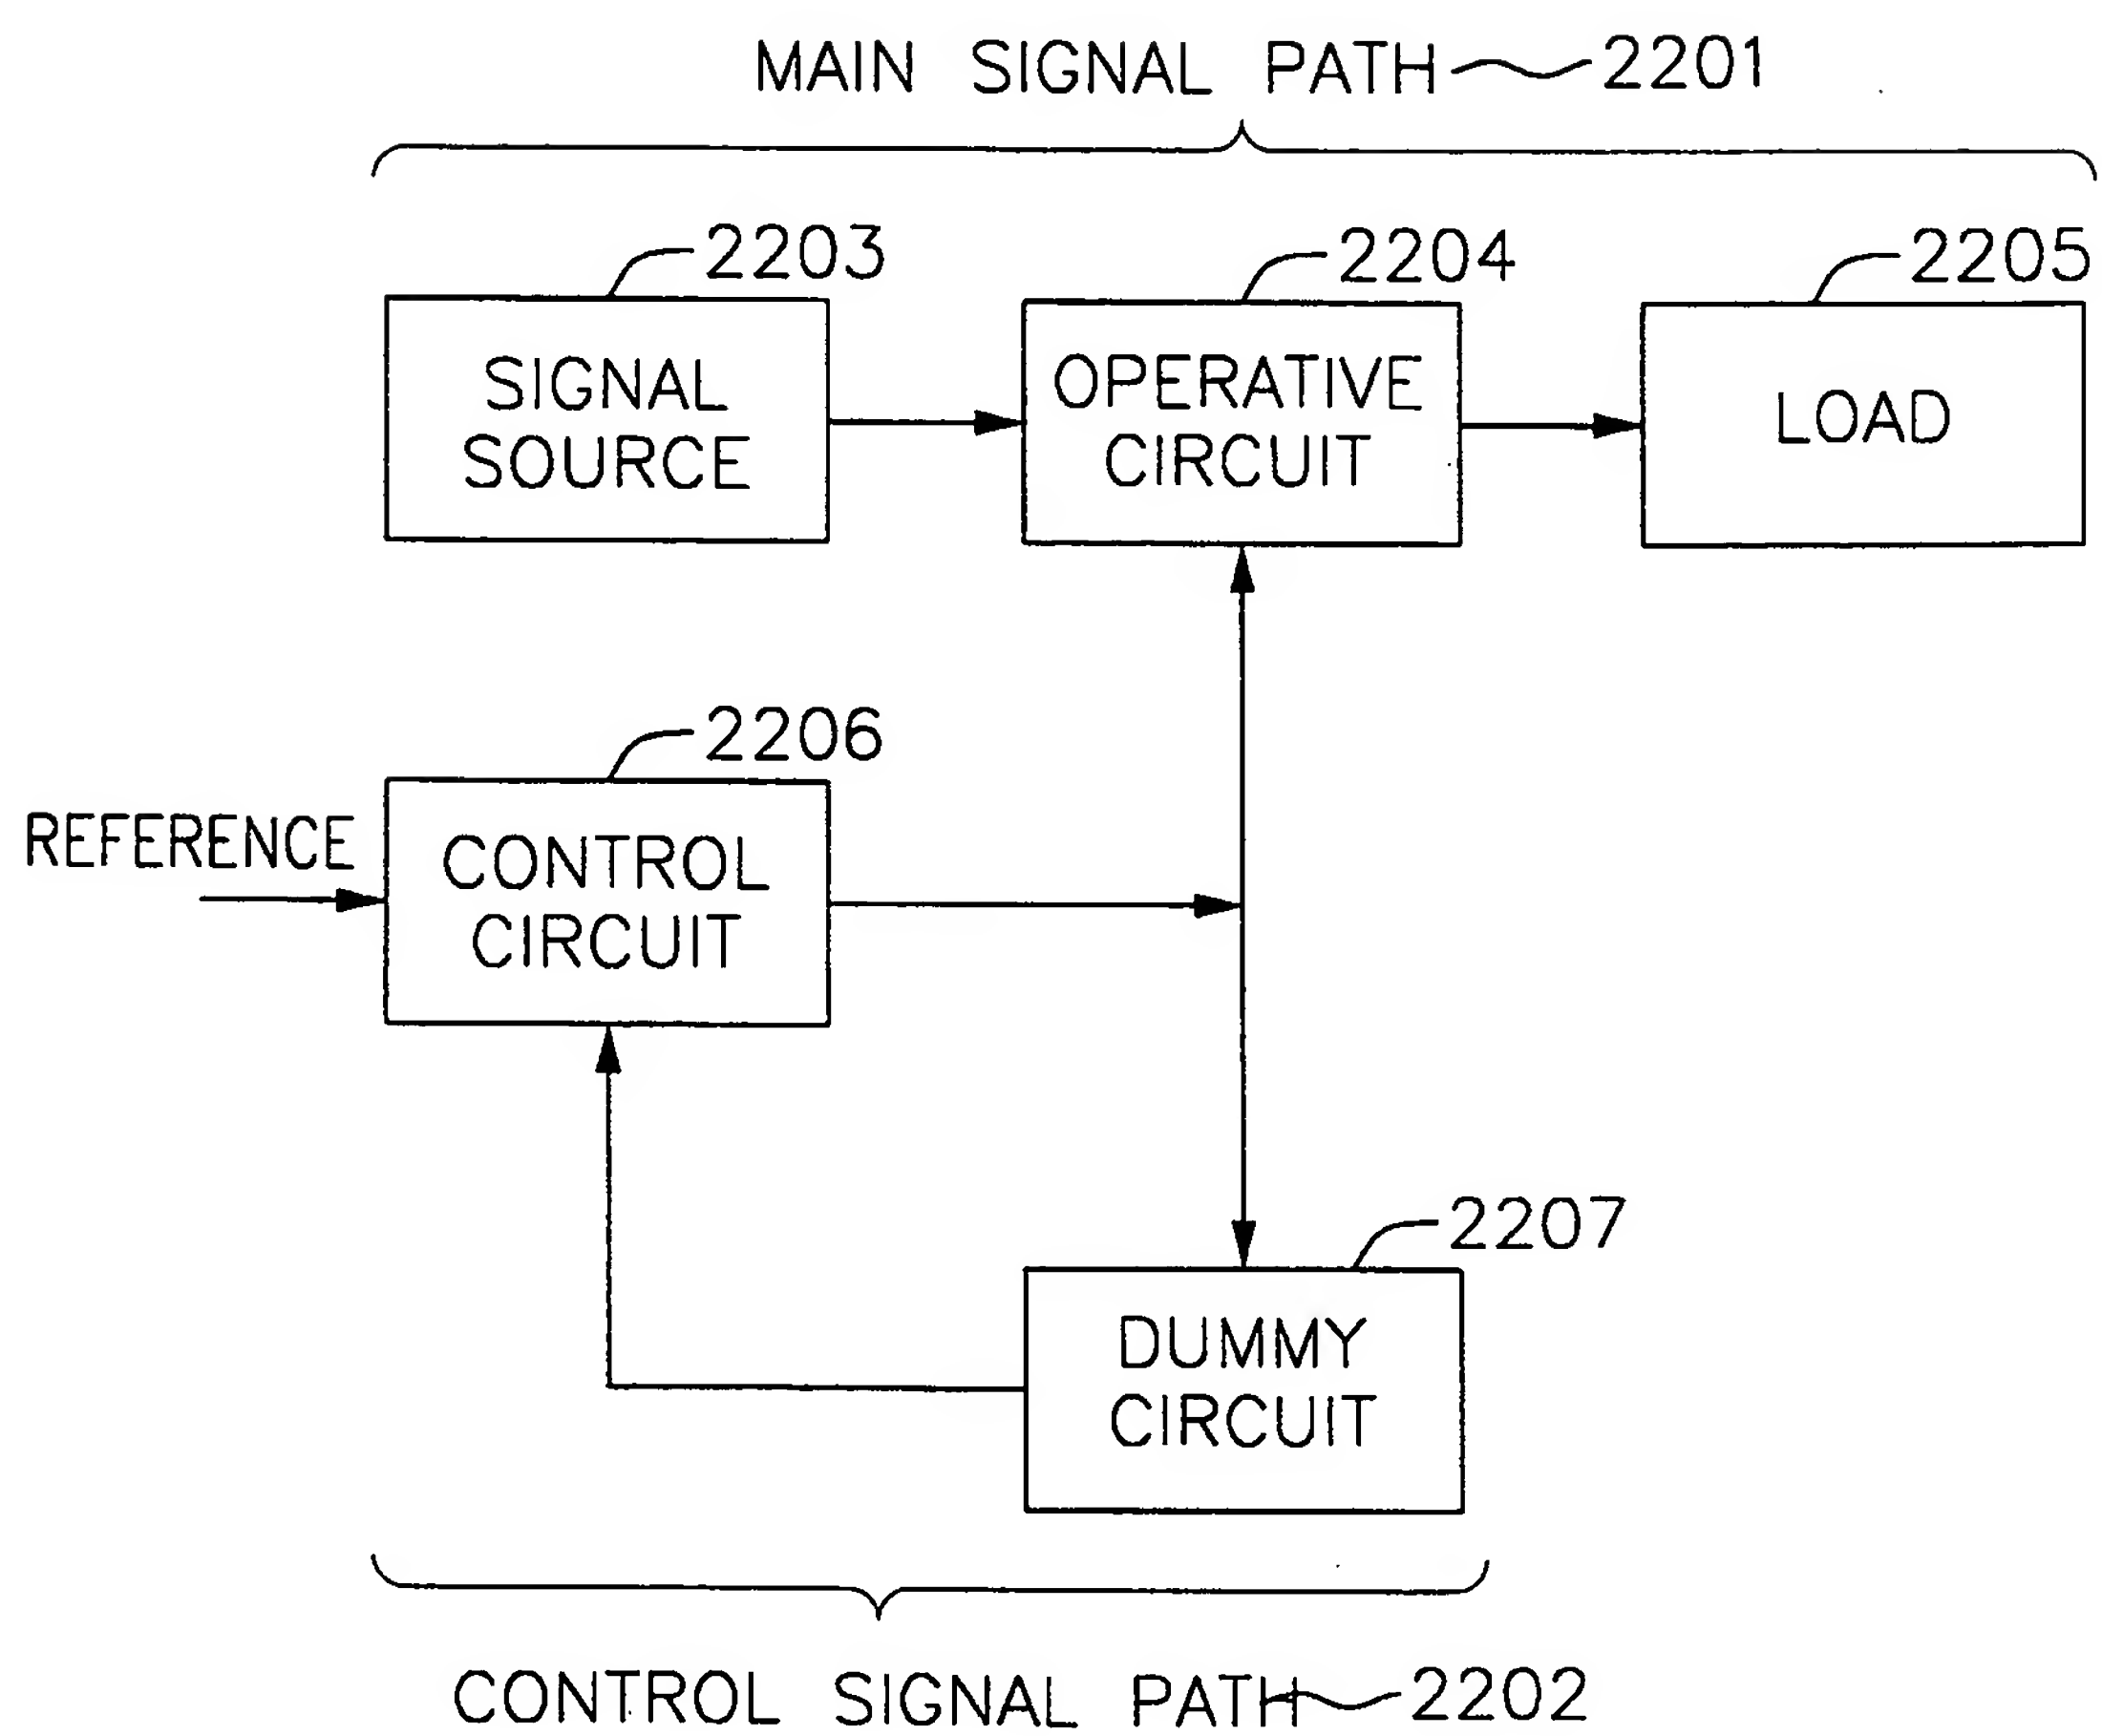 MAIN SIGNAL PATH 2201
2203
2204
2205
SIGNAL
SOURCE
OPERATIVE
CIRCUIT
LOAD
2206
REFERENCE
CONTROL
CIRCUIT
2207
DUMMY
CIRCUIT
CONTROL SIGNAL PATH 2202